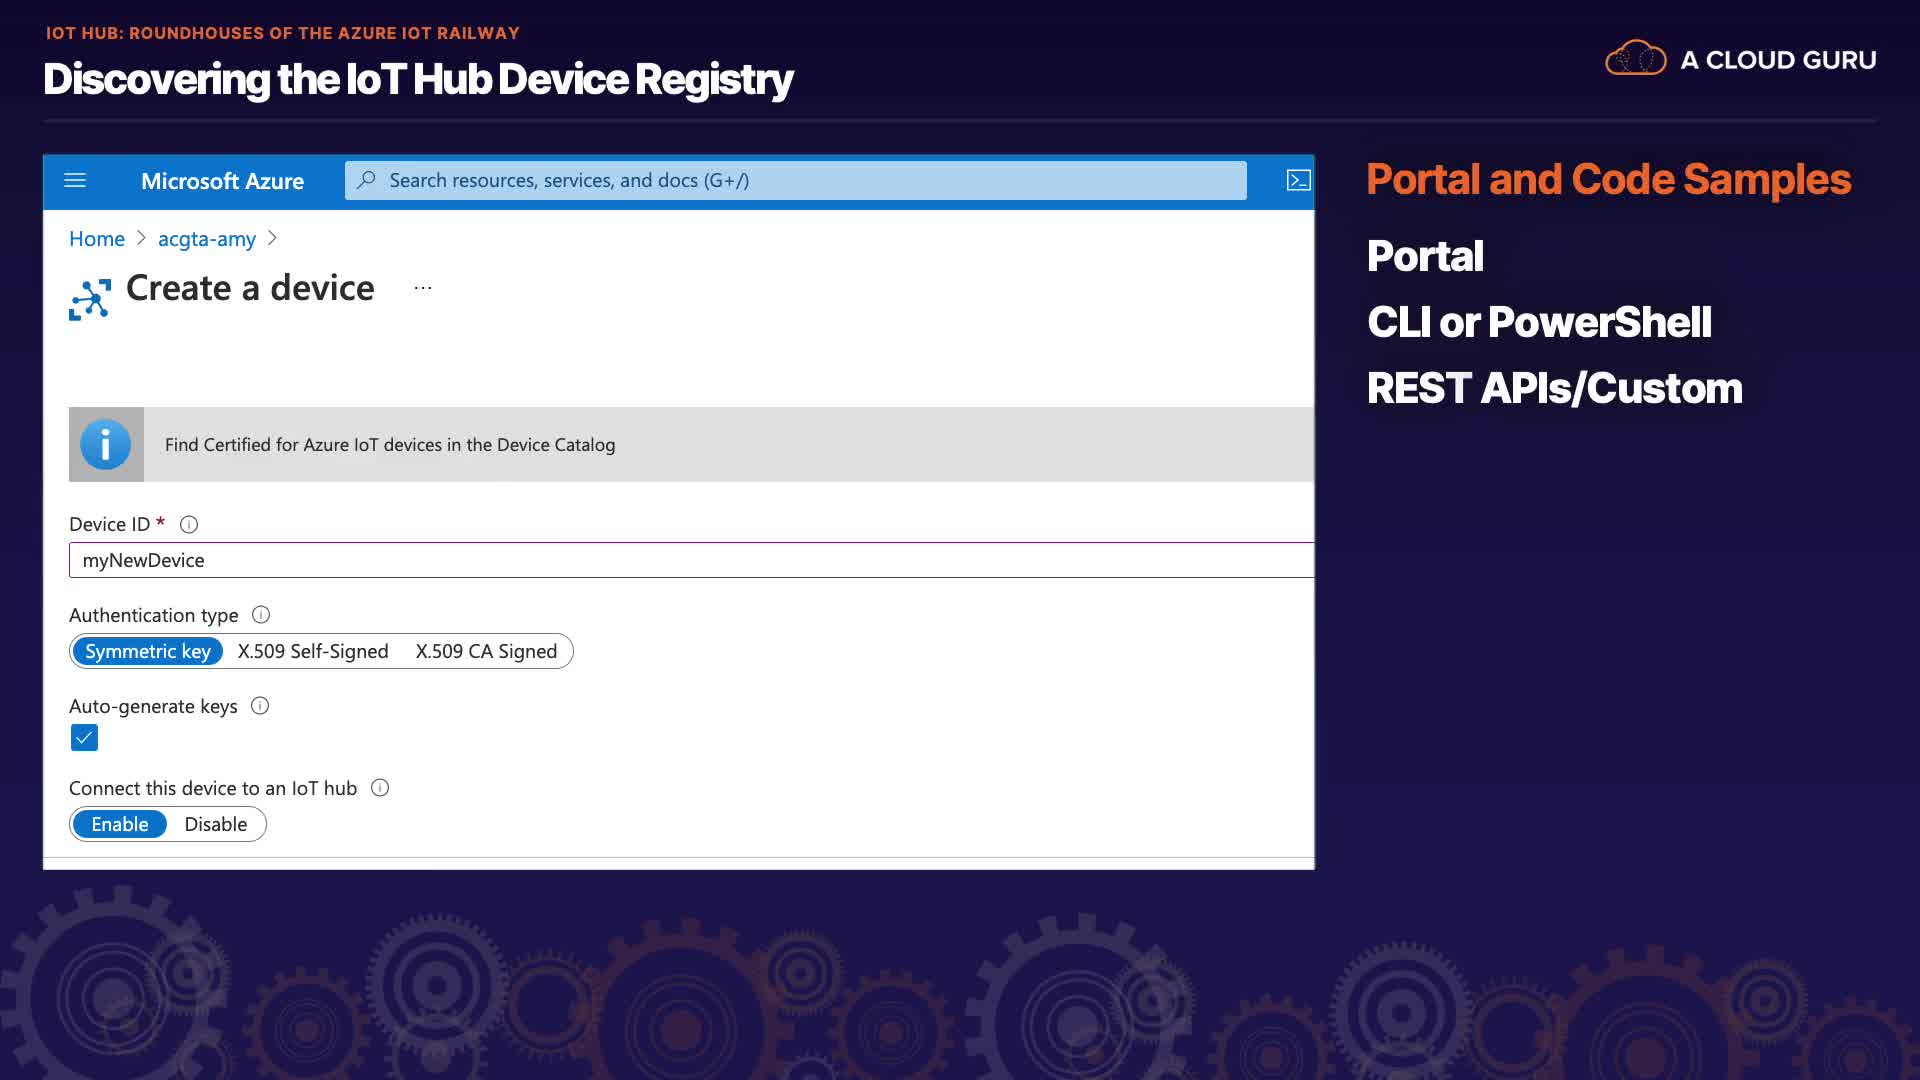 IOT HUB: ROUNDHOUSES OF THE AZURE IOT RAILWAY
Discovering the IoT Hub Device Registry
A CLOUD GURU
Microsoft Azure
Search resources, services, and docs (G+/)
Home > acgta-amy >
Create a device ...
Find Certified for Azure IoT devices in the Device Catalog
Device ID *
myNewDevice
Authentication type
Symmetric key X.509 Self-Signed X.509 CA Signed
Auto-generate keys
Connect this device to an IoT hub
Enable Disable
Portal and Code Samples
Portal
CLI or PowerShell
REST APIs/Custom